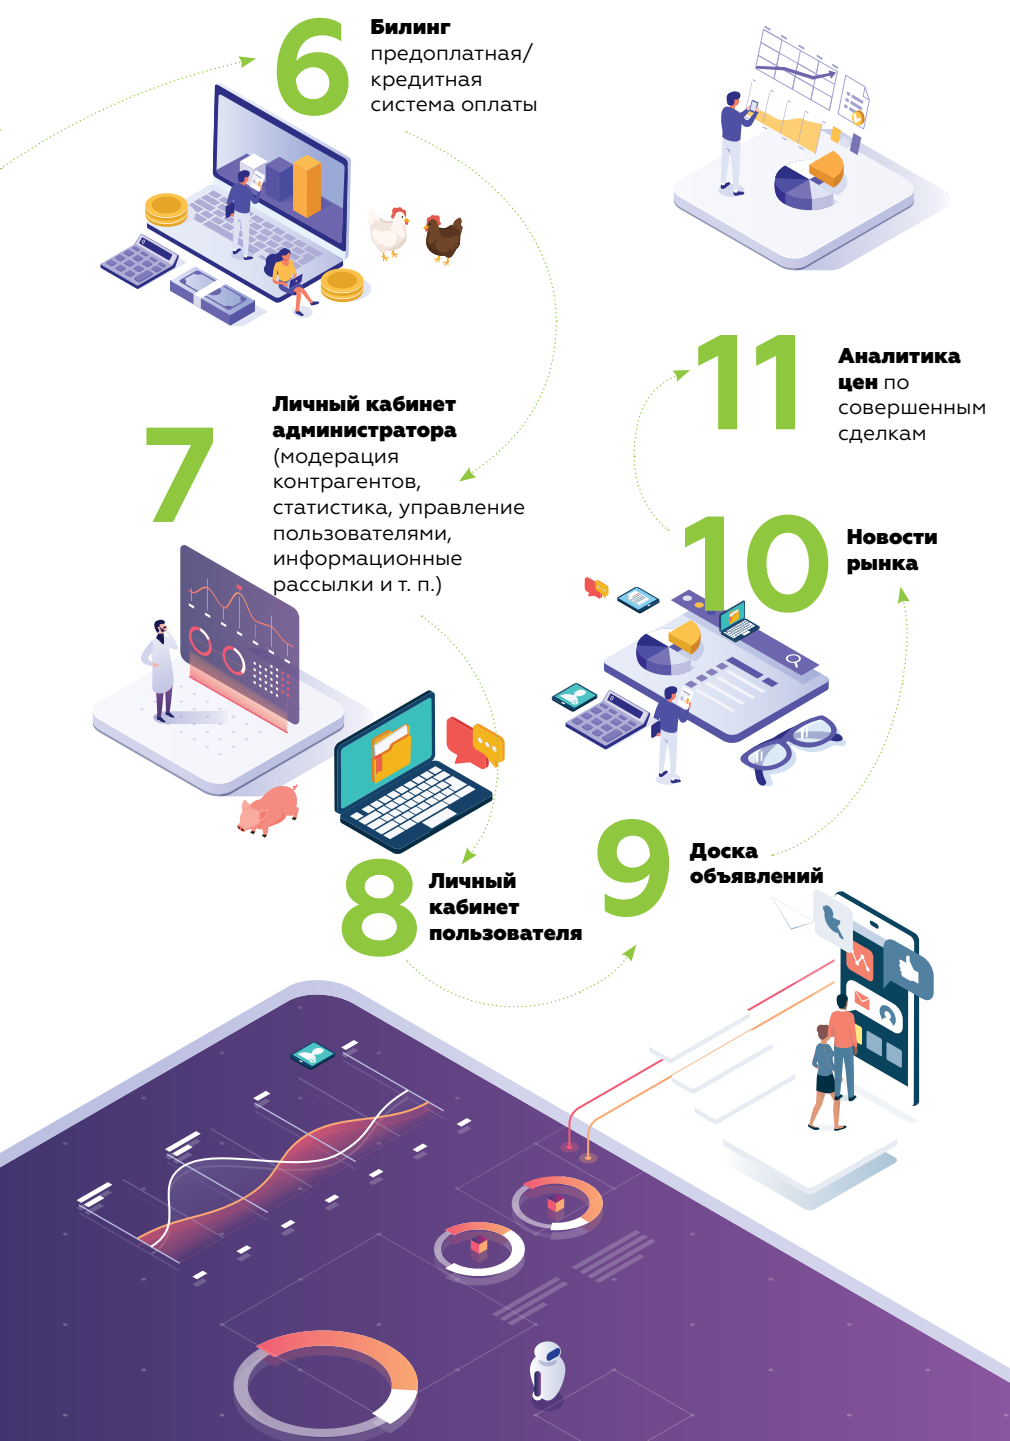 6
Билинг
предоплатная/
кредитная
система оплаты
7
Личный кабинет
администратора
(модерация
контрагентов,
статистика, управление
пользователями,
информационные
рассылки и т. п.)
8
Личный
кабинет
пользователя
9
Доска
объявлений
10
Новости
рынка
11
Аналитика
цен по
совершенным
сделкам